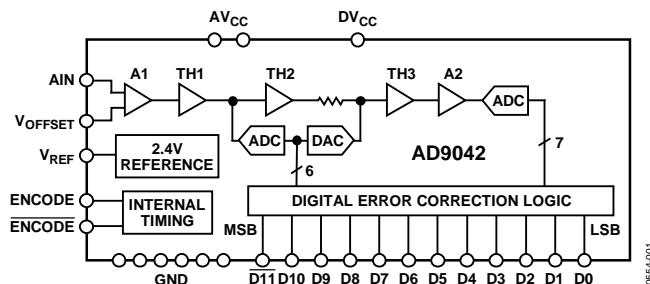 AVCC DVCC
AIN A1 TH1 TH2 TH3 A2 ADC
VOFFSET
ADC DAC
VREF 2.4V REFERENCE AD9042 7
6
ENCODE INTERNAL TIMING DIGITAL ERROR CORRECTION LOGIC
ENCODE MSB LSB
GND D11 D10 D9 D8 D7 D6 D5 D4 D3 D2 D1 D0